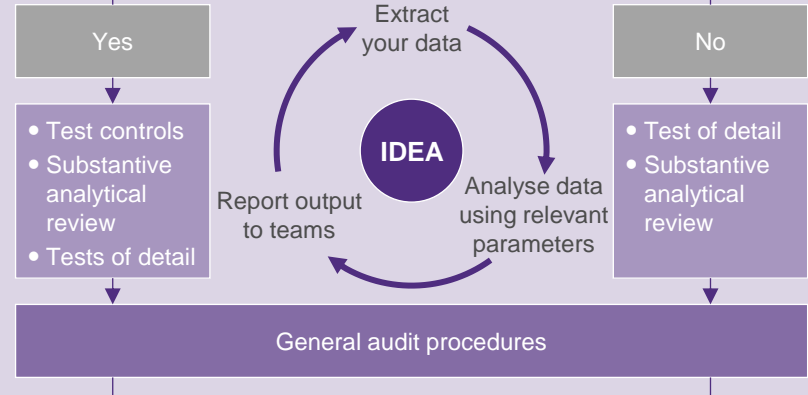 Yes
• Test controls
• Substantive
analytical
review
• Tests of detail
Extract
your data
IDEA
Analyse data
using relevant
parameters
Report output
to teams
No
• Test of detail
• Substantive
analytical
review
General audit procedures